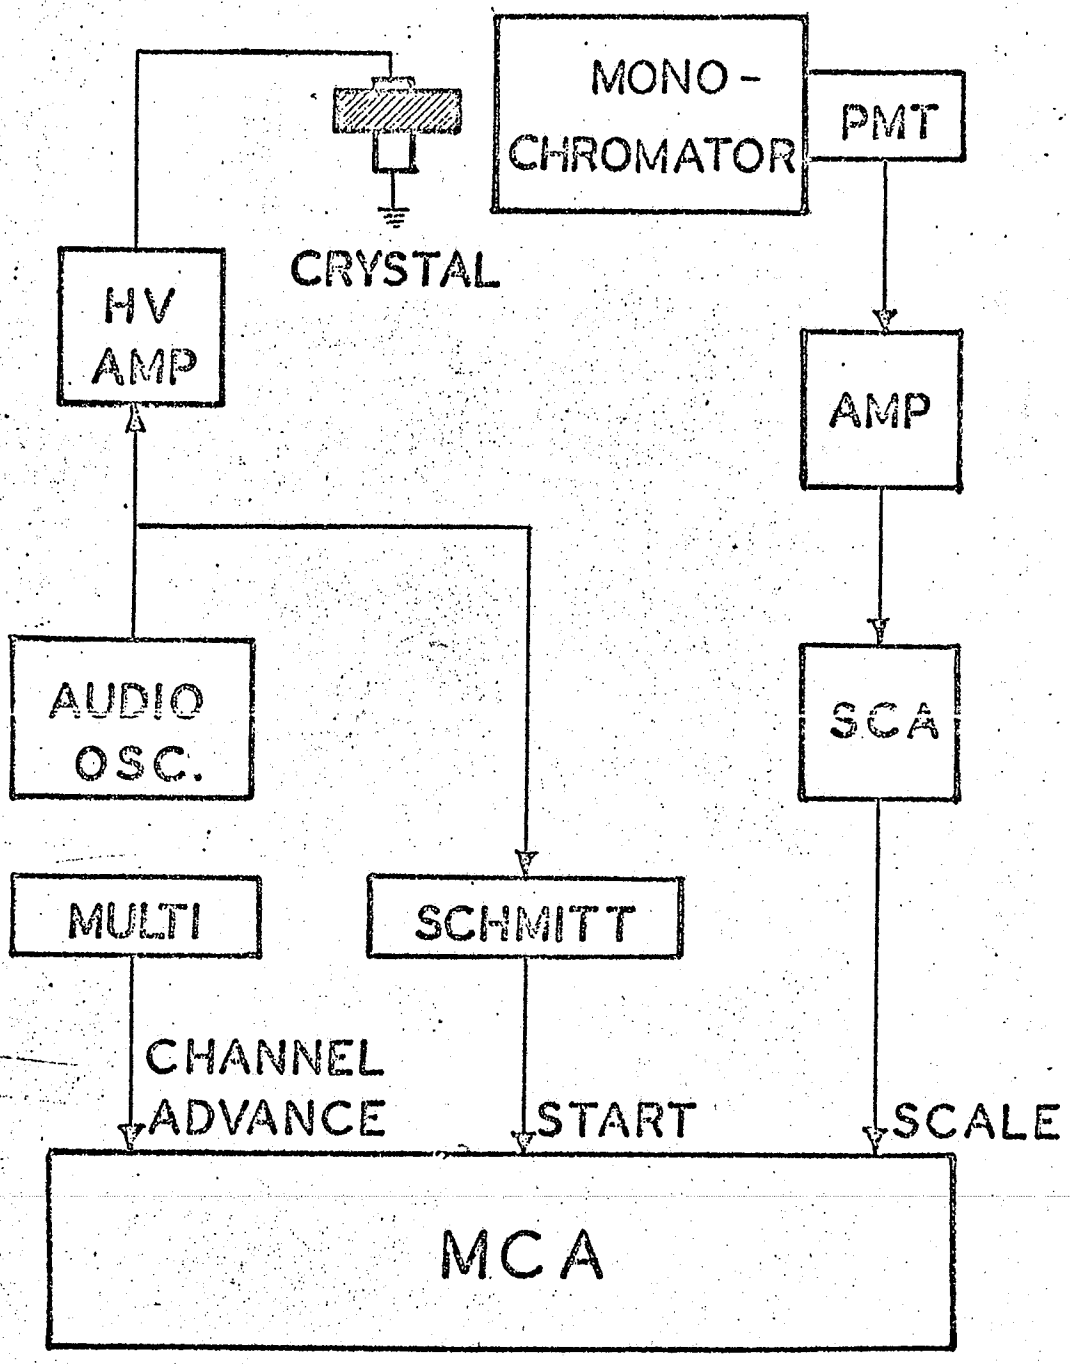 MONO-
CHROMATOR
PMT
CRYSTAL
HV
AMP
AMP
AUDIO
OSC.
SCA
MULTI
SCHMITT
CHANNEL
ADVANCE
START
SCALE
MCA